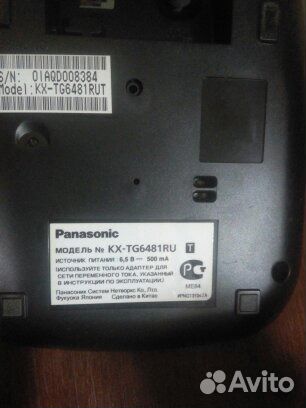 S/N: 01AQD008384
Model:KX-TG6481RUT
Panasonic
МОДЕЛЬ № KX-TG6481RU T
ИСТОЧНИК ПИТАНИЯ: 6,5 В 500 mA
(ИСПОЛЬЗУЙТЕ ТОЛЬКО АДАПТЕР ДЛЯ
СЕТИ ПЕРЕМЕННОГО ТОКА, УКАЗАННЫЙ
В ИНСТРУКЦИИ ПО ЭКСПЛУАТАЦИИ)
ME84
Панасоник Систем Нетворкс Ко., Лтд.
Фукуока Япония Сделано в Китае
Avito